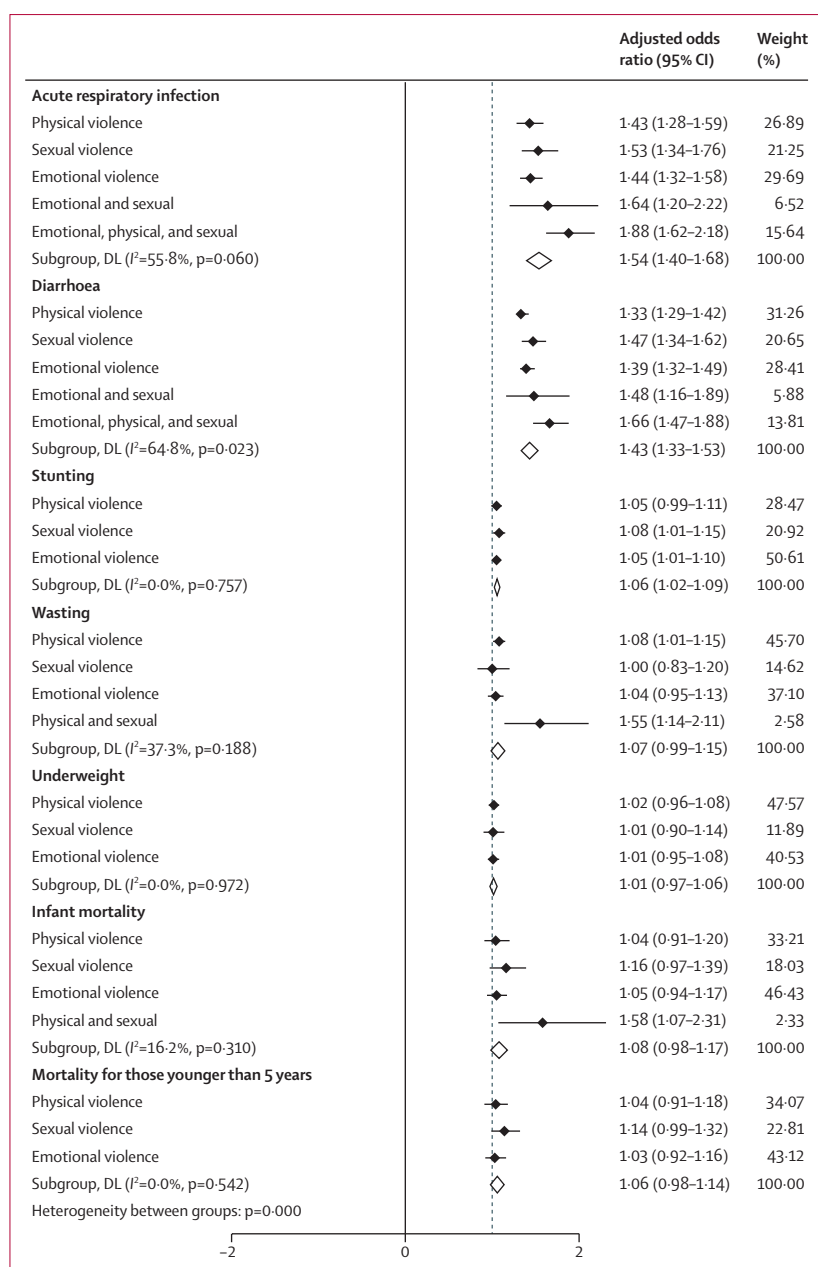 Adjusted odds ratio (95% CI) Weight (%)
Acute respiratory infection
Physical violence 1·43 (1·28–1·59) 26·89
Sexual violence 1·53 (1·34–1·76) 21·25
Emotional violence 1·44 (1·32–1·58) 29·69
Emotional and sexual 1·64 (1·20–2·22) 6·52
Emotional, physical, and sexual 1·88 (1·62–2·18) 15·64
Subgroup, DL (I²=55·8%, p=0·060) 1·54 (1·40–1·68) 100·00
Diarrhoea
Physical violence 1·33 (1·29–1·42) 31·26
Sexual violence 1·47 (1·34–1·62) 20·65
Emotional violence 1·39 (1·32–1·49) 28·41
Emotional and sexual 1·48 (1·16–1·89) 5·88
Emotional, physical, and sexual 1·66 (1·47–1·88) 13·81
Subgroup, DL (I²=64·8%, p=0·023) 1·43 (1·33–1·53) 100·00
Stunting
Physical violence 1·05 (0·99–1·11) 28·47
Sexual violence 1·08 (1·01–1·15) 20·92
Emotional violence 1·05 (1·01–1·10) 50·61
Subgroup, DL (I²=0·0%, p=0·757) 1·06 (1·02–1·09) 100·00
Wasting
Physical violence 1·08 (1·01–1·15) 45·70
Sexual violence 1·00 (0·83–1·20) 14·62
Emotional violence 1·04 (0·95–1·13) 37·10
Physical and sexual 1·55 (1·14–2·11) 2·58
Subgroup, DL (I²=37·3%, p=0·188) 1·07 (0·99–1·15) 100·00
Underweight
Physical violence 1·02 (0·96–1·08) 47·57
Sexual violence 1·01 (0·90–1·14) 11·89
Emotional violence 1·01 (0·95–1·08) 40·53
Subgroup, DL (I²=0·0%, p=0·972) 1·01 (0·97–1·06) 100·00
Infant mortality
Physical violence 1·04 (0·91–1·20) 33·21
Sexual violence 1·16 (0·97–1·39) 18·03
Emotional violence 1·05 (0·94–1·17) 46·43
Physical and sexual 1·58 (1·07–2·31) 2·33
Subgroup, DL (I²=16·2%, p=0·310) 1·08 (0·98–1·17) 100·00
Mortality for those younger than 5 years
Physical violence 1·04 (0·91–1·18) 34·07
Sexual violence 1·14 (0·99–1·32) 22·81
Emotional violence 1·03 (0·92–1·16) 43·12
Subgroup, DL (I²=0·0%, p=0·542) 1·06 (0·98–1·14) 100·00
Heterogeneity between groups: p=0·000
–2 0 2